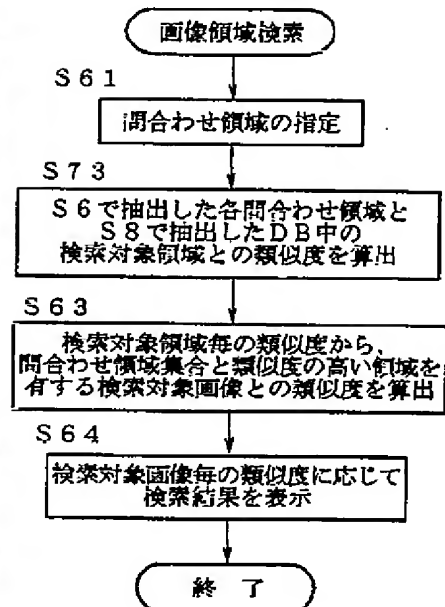 画像領域検索
S61
問合わせ領域の指定
S73
S6で抽出した各問合わせ領域と
S8で抽出したDB中の
検索対象領域との類似度を算出
S63
検索対象領域毎の類似度から、
問合わせ領域集合と類似度の高い領域を
有する検索対象画像との類似度を算出
S64
検索対象画像毎の類似度に応じて
検索結果を表示
終了